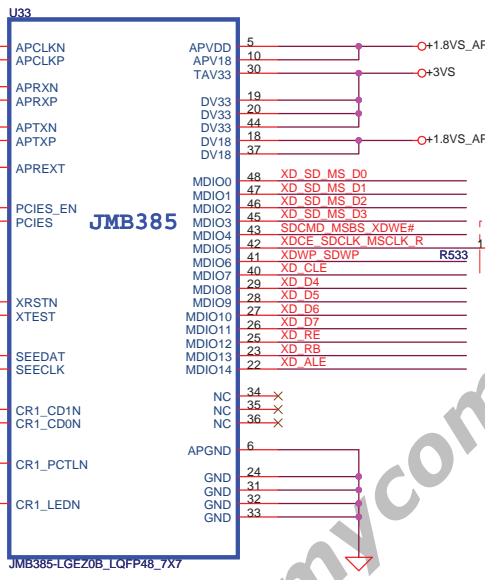 U33
APCLKN APVDD 5 +1.8VS_AP
APCLKP APV18 10
TAV33 30 +3VS
APRXN
APRXP DV33 19
DV33 20
APTXN DV33 44
APTXP DV18 18 +1.8VS_AP
DV18 37
APREXT
MDIO0 48 XD_SD_MS_D0
MDIO1 47 XD_SD_MS_D1
PCIES_EN MDIO2 46 XD_SD_MS_D2
PCIES JMB385 MDIO3 45 XD_SD_MS_D3
MDIO4 43 SDCMD_MSBS_XDWE#
MDIO5 42 XDCE_SDCLK_MSCLK_R 1
MDIO6 41 XDWP_SDWP R533
MDIO7 40 XD_CLE
MDIO8 29 XD_D4
XRSTN MDIO9 28 XD_D5
XTEST MDIO10 27 XD_D6
MDIO11 26 XD_D7
MDIO12 25 XD_RE
SEEDAT MDIO13 23 XD_RB
SEECLK MDIO14 22 XD_ALE
NC 34
CR1_CD1N NC 35
CR1_CD0N NC 36
APGND 6
CR1_PCTLN
GND 24
GND 31
CR1_LEDN GND 32
GND 33
JMB385-LGEZ0B_LQFP48_7X7
mycom